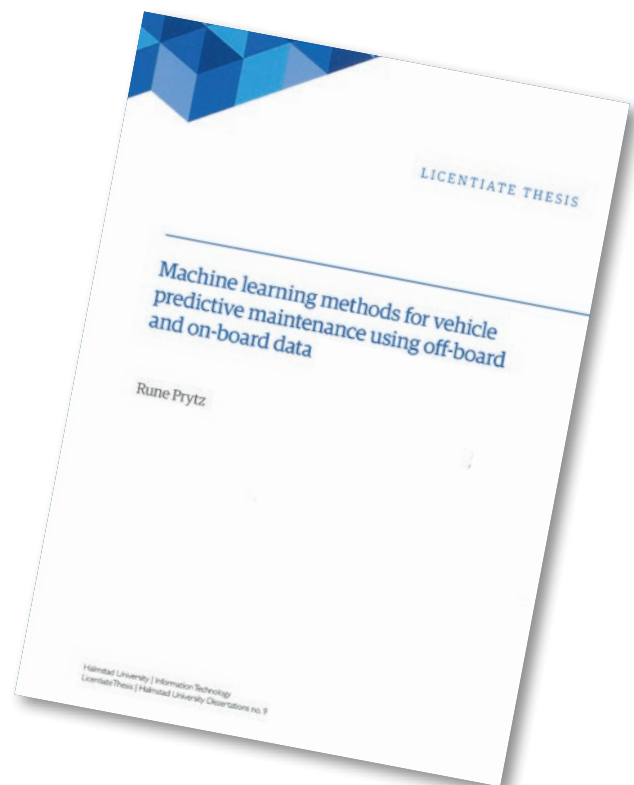 LICENTIATE THESIS
Machine learning methods for vehicle
predictive maintenance using off-board
and on-board data
Rune Prytz
Halmstad University | Information Technology
Licentiate Thesis | Halmstad University Dissertations no. 9